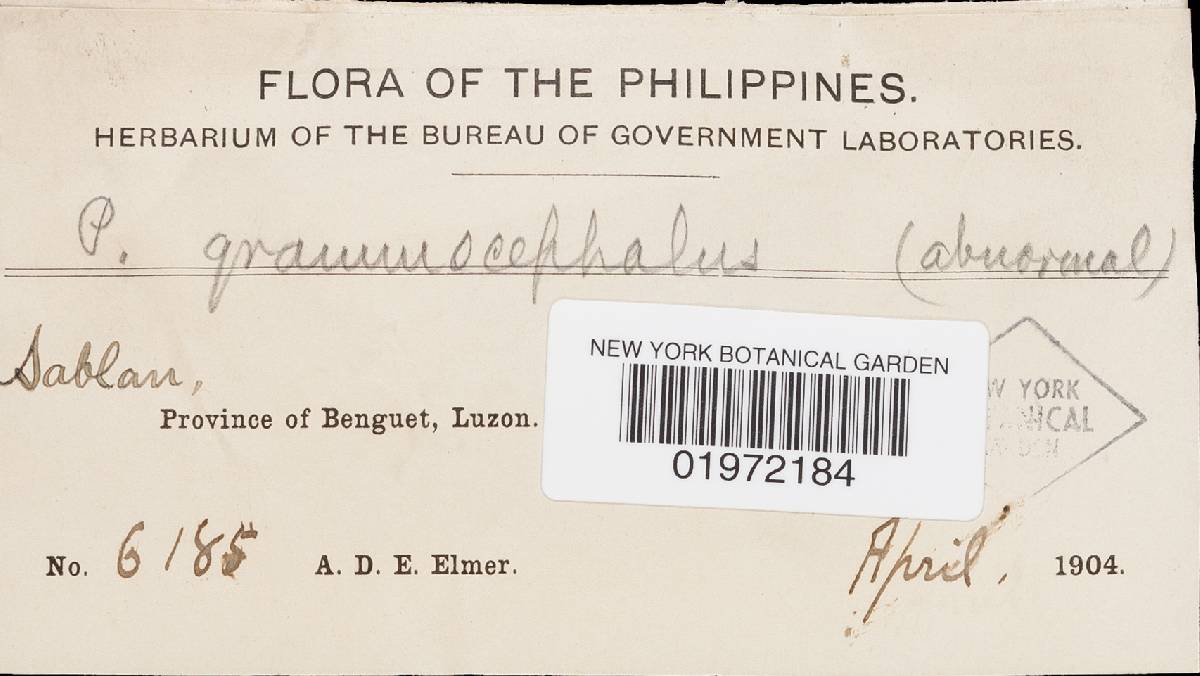 FLORA OF THE PHILIPPINES.
HERBARIUM OF THE BUREAU OF GOVERNMENT LABORATORIES.
P. grammocephalus (abnormal)
Sablan,
Province of Benguet, Luzon.
NEW YORK BOTANICAL GARDEN
01972184
YORK
No. 6185 A. D. E. Elmer. April, 1904.